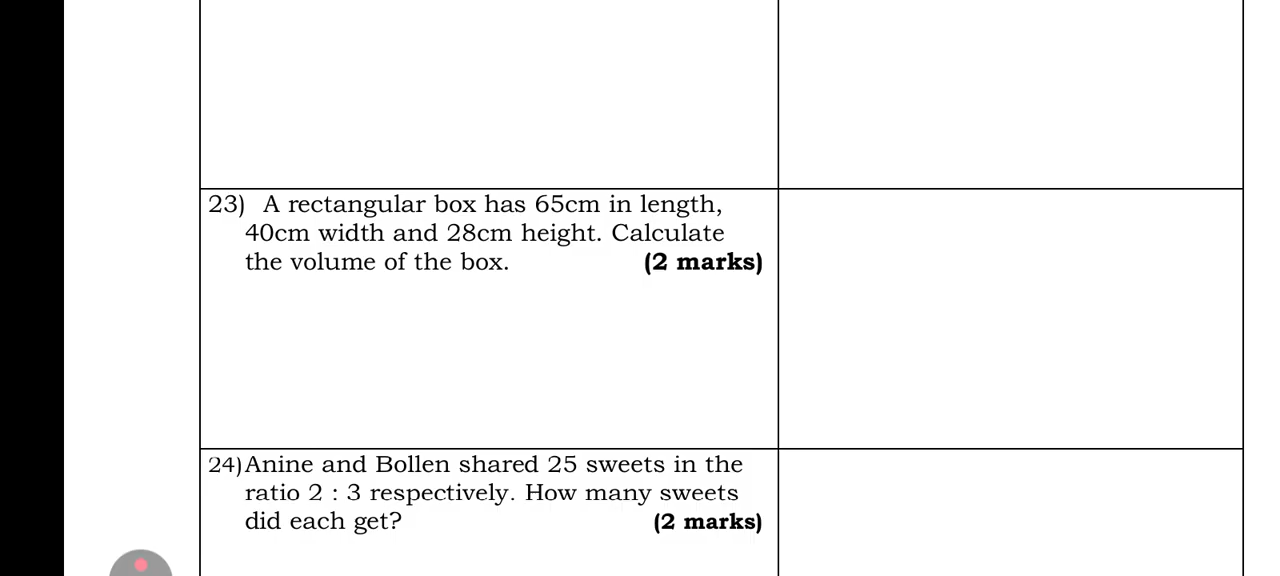 23) A rectangular box has 65cm in length,
40cm width and 28cm height. Calculate
the volume of the box. (2 marks)
24)Anine and Bollen shared 25 sweets in the
ratio 2 : 3 respectively. How many sweets
did each get? (2 marks)